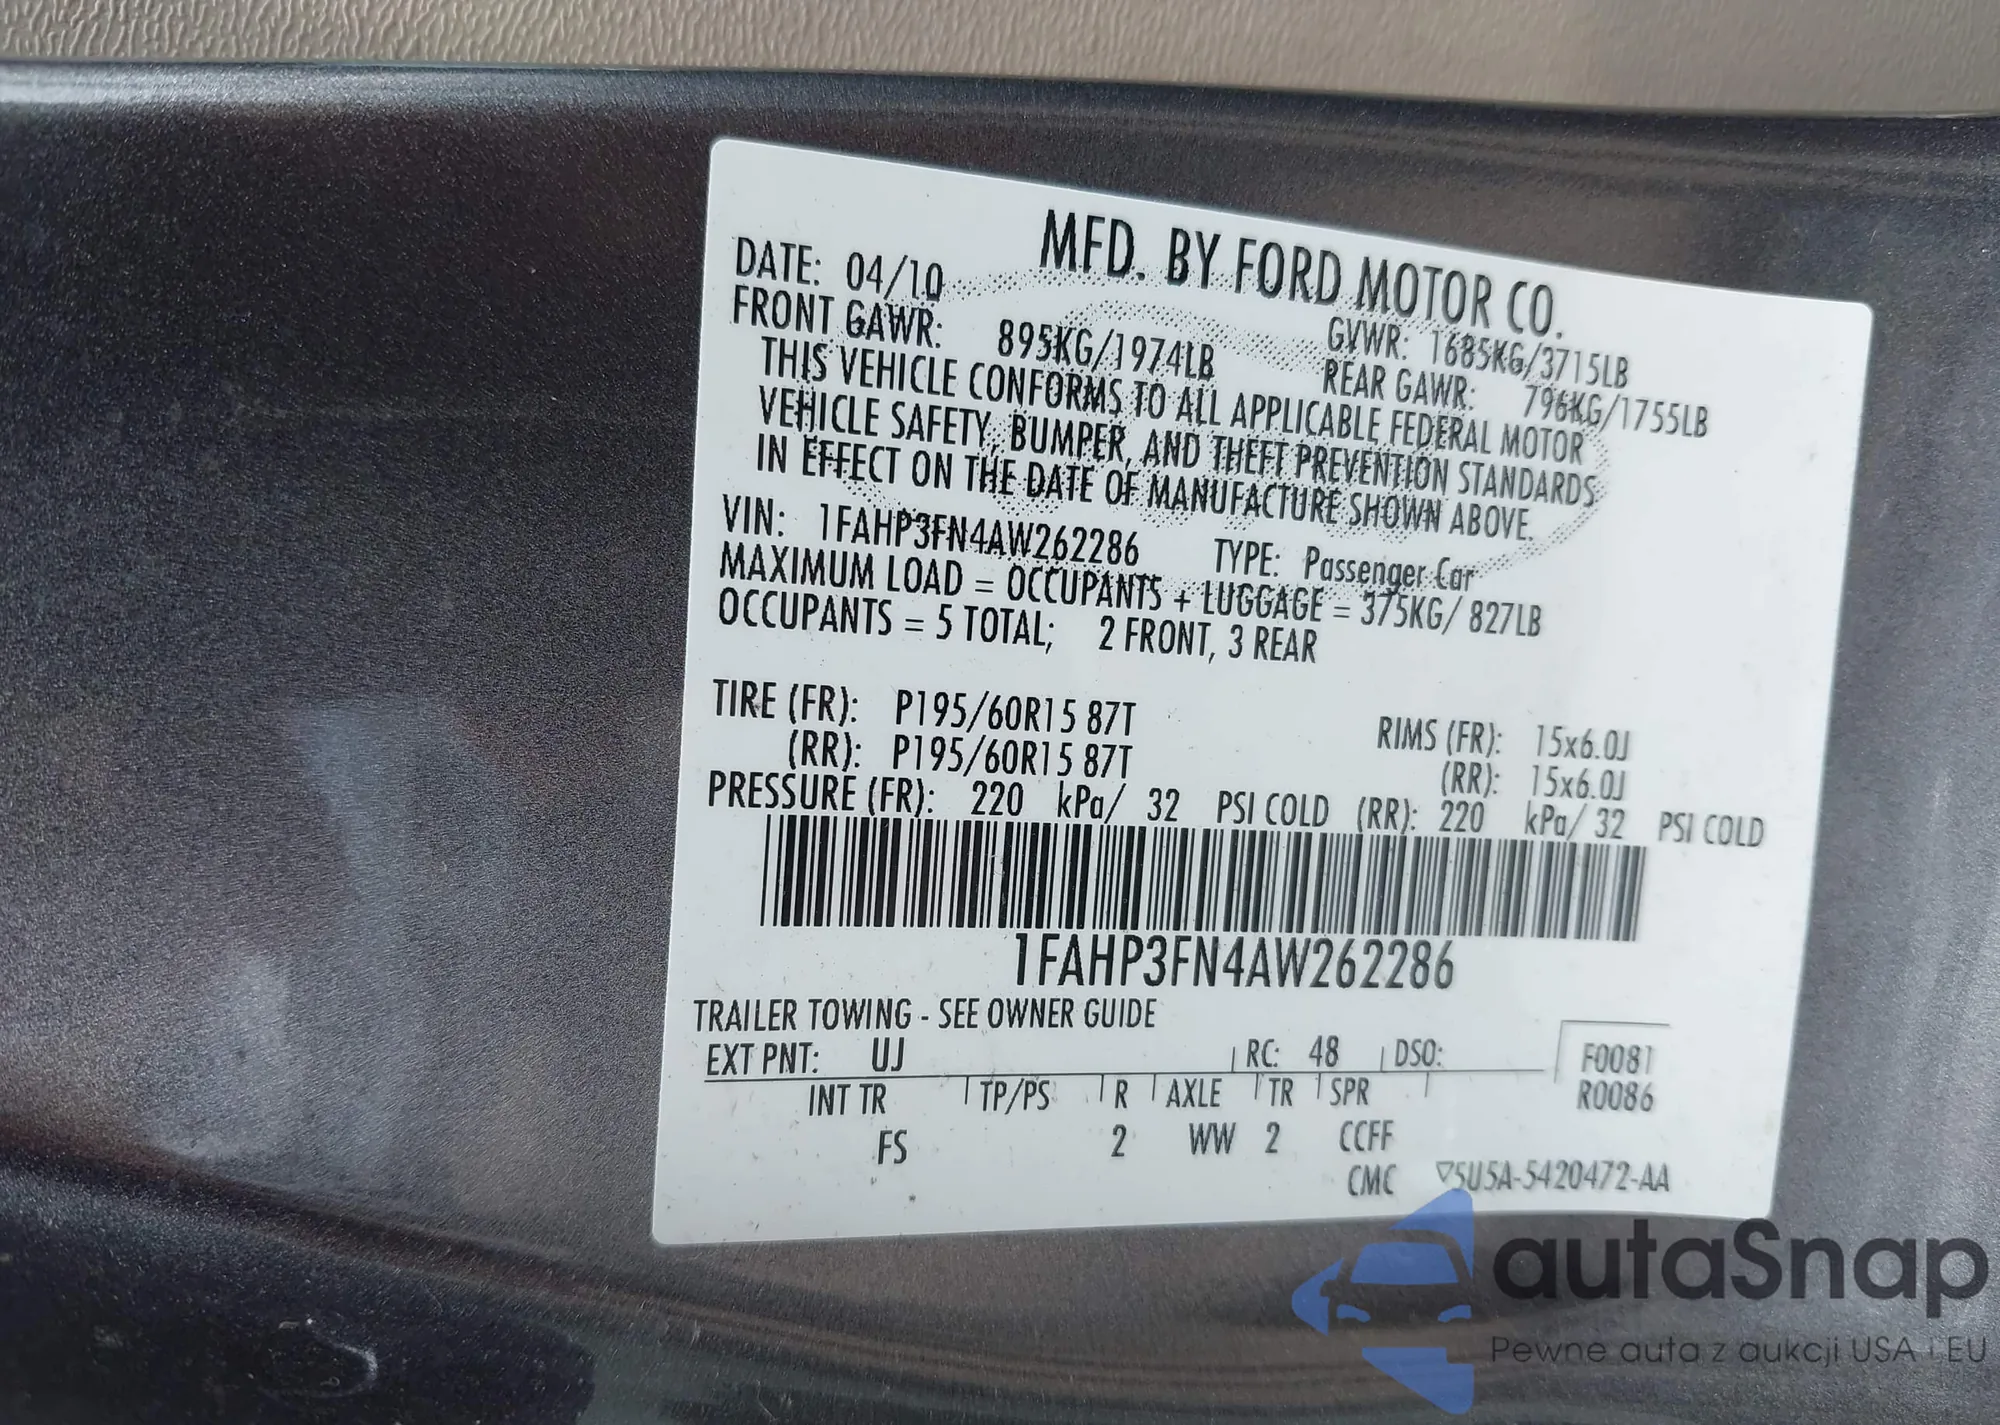 MFD. BY FORD MOTOR CO.
DATE: 04/10 GVWR: 1685KG/3715LB
FRONT GAWR: 895KG/1974LB REAR GAWR: 796KG/1755LB
THIS VEHICLE CONFORMS TO ALL APPLICABLE FEDERAL MOTOR
VEHICLE SAFETY, BUMPER, AND THEFT PREVENTION STANDARDS
IN EFFECT ON THE DATE OF MANUFACTURE SHOWN ABOVE.
VIN: 1FAHP3FN4AW262286 TYPE: Passenger Car
MAXIMUM LOAD = OCCUPANTS + LUGGAGE = 375KG/ 827LB
OCCUPANTS = 5 TOTAL; 2 FRONT, 3 REAR
TIRE (FR): P195/60R15 87T RIMS (FR): 15x6.0J
(RR): P195/60R15 87T (RR): 15x6.0J
PRESSURE (FR): 220 kPa/ 32 PSI COLD (RR): 220 kPa/ 32 PSI COLD
1FAHP3FN4AW262286
TRAILER TOWING - SEE OWNER GUIDE
EXT PNT: UJ RC: 48 DSO: F0081
INT TR TP/PS R AXLE TR SPR R0086
FS 2 WW 2 CCFF
CMC ▽5U5A-5420472-AA
autaSnap
Pewne auta z aukcji USA i EU